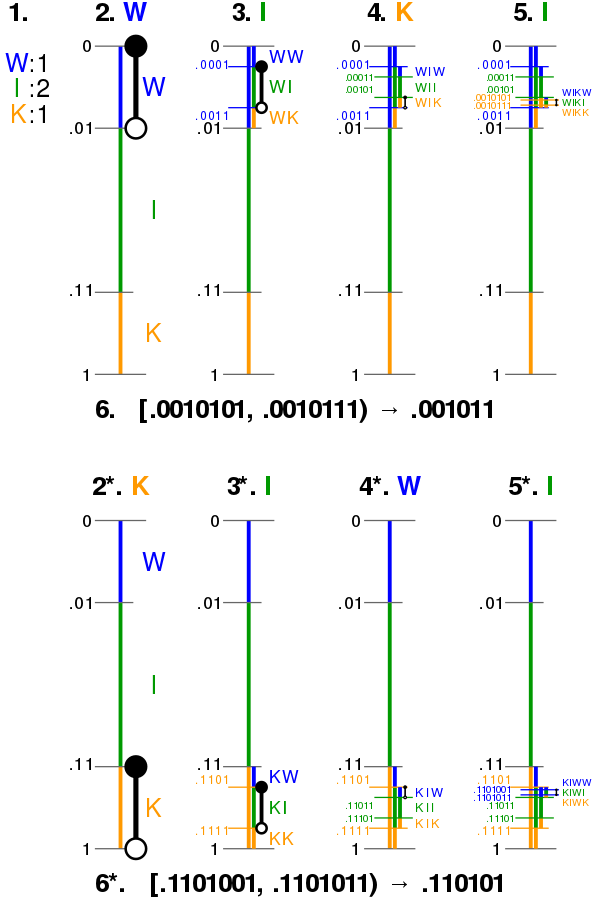 1. 2. W 3. I 4. K 5. I
W:1
I :2
K:1
0
W
.01
I
.11
K
1
0
.0001
WW
WI
.0011
WK
.01
.11
1
0
.0001
.00011
.00101
WIW
WII
WIK
.0011
.01
.11
1
0
.0001
.00011
.00101
.0010101
.0010111
WIKW
WIKI
WIKK
.0011
.01
.11
1
6. [.0010101, .0010111) → .001011
2*. K 3*. I 4*. W 5*. I
0
W
.01
I
.11
K
1
0
.01
.11
.1101
KW
KI
.1111
KK
1
0
.01
.11
.1101
KIW
.11011
KII
.11101
KIK
.1111
1
0
.01
.11
.1101
.1101001
.1101011
KIWW
KIWI
KIWK
.11011
.11101
.1111
1
6*. [.1101001, .1101011) → .110101